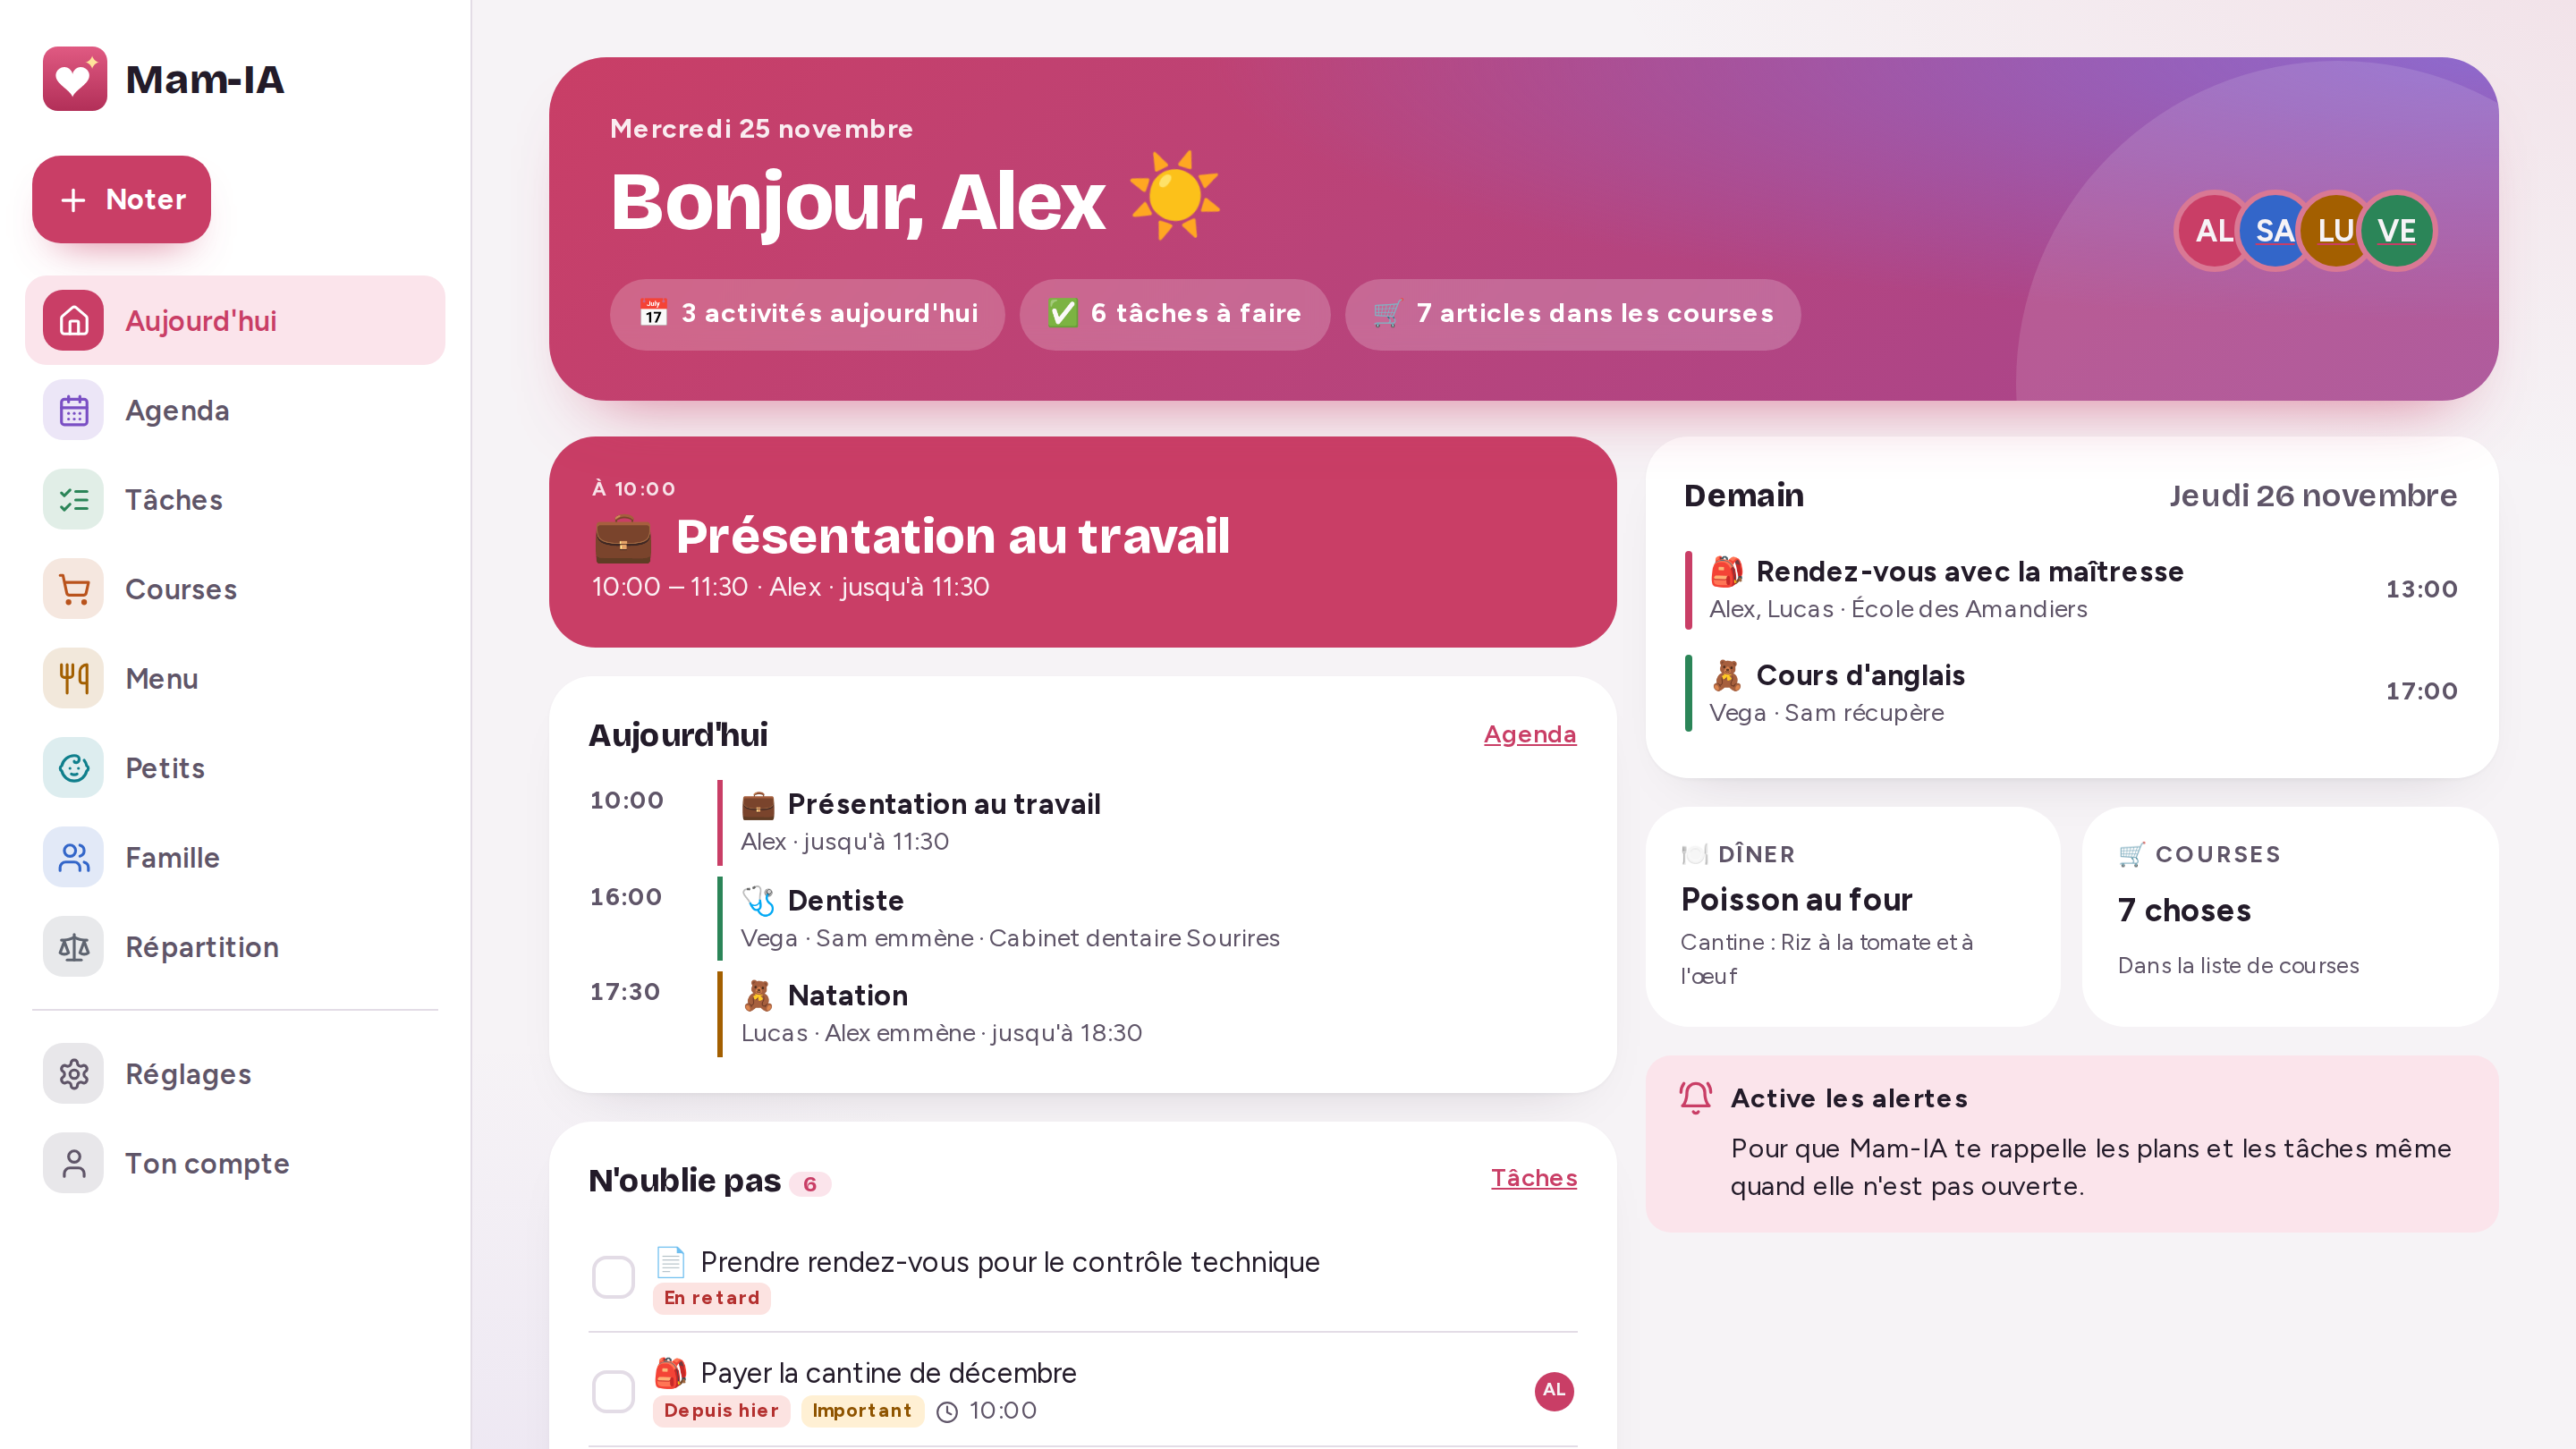 Mam-IA
Noter
Aujourd'hui
Agenda
Tâches
Courses
Menu
Petits
Famille
Répartition
Réglages
Ton compte
Mercredi 25 novembre
Bonjour, Alex
3 activités aujourd'hui
6 tâches à faire
7 articles dans les courses
AL SA LU VE
À 10:00
Présentation au travail
10:00 – 11:30 · Alex · jusqu'à 11:30
Aujourd'hui
Agenda
10:00
Présentation au travail
Alex · jusqu'à 11:30
16:00
Dentiste
Vega · Sam emmène · Cabinet dentaire Sourires
17:30
Natation
Lucas · Alex emmène · jusqu'à 18:30
N'oublie pas 6
Tâches
Prendre rendez-vous pour le contrôle technique
En retard
Payer la cantine de décembre
Depuis hier Important 10:00
AL
Demain
Jeudi 26 novembre
Rendez-vous avec la maîtresse
Alex, Lucas · École des Amandiers
13:00
Cours d'anglais
Vega · Sam récupère
17:00
DÎNER
Poisson au four
Cantine : Riz à la tomate et à
l'œuf
COURSES
7 choses
Dans la liste de courses
Active les alertes
Pour que Mam-IA te rappelle les plans et les tâches même
quand elle n'est pas ouverte.